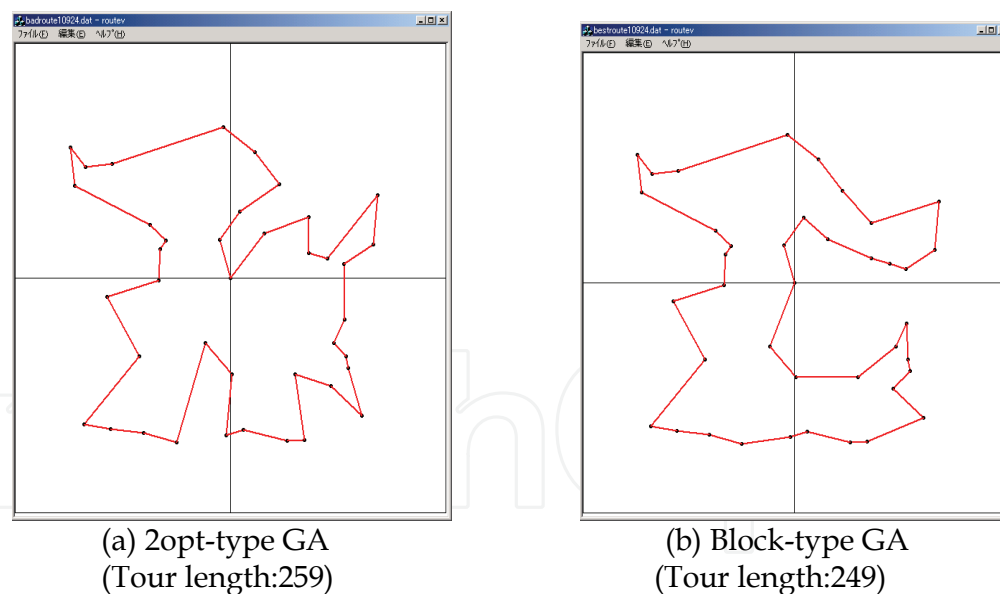 badroute10924.dat - routev
ファイル(F) 編集(E) ヘルプ(H)
bestroute10924.dat - routev
ファイル(F) 編集(E) ヘルプ(H)
(a) 2opt-type GA
(Tour length:259)
(b) Block-type GA
(Tour length:249)